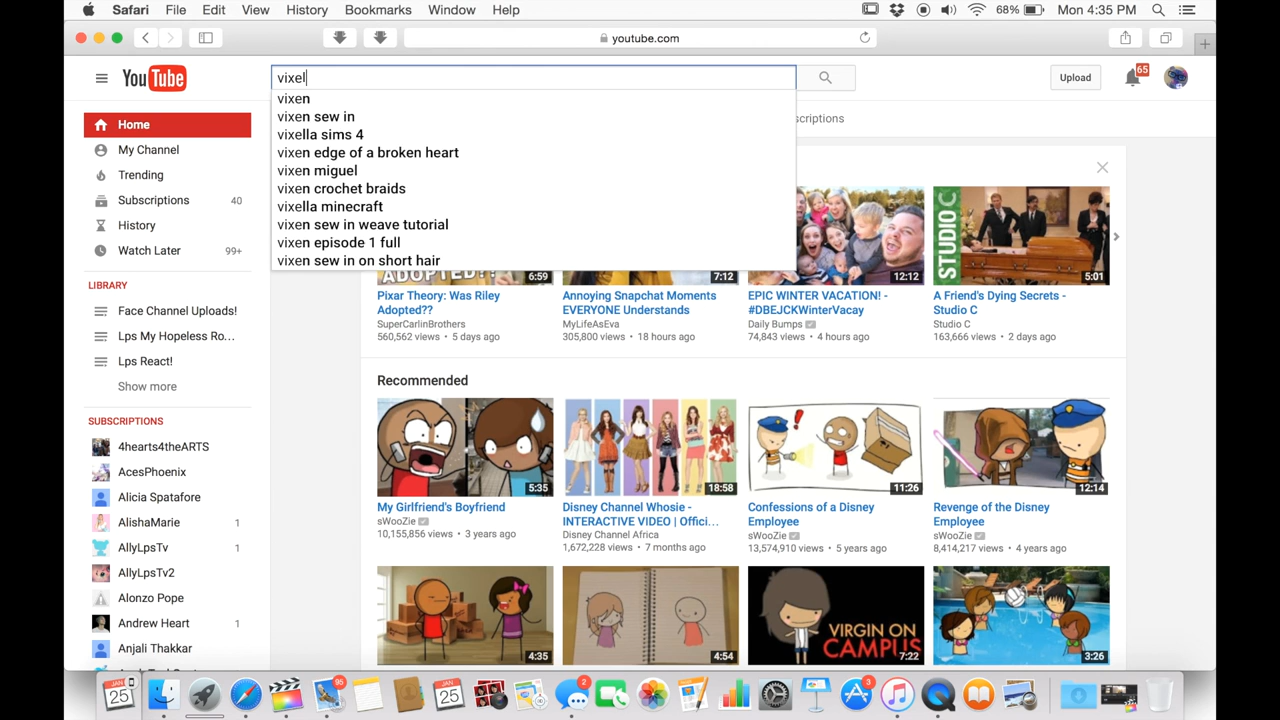 Safari File Edit View History Bookmarks Window Help 68% Mon 4:35 PM
youtube.com
YouTube vixel Upload 65
vixen
vixen sew in
vixella sims 4
vixen edge of a broken heart
vixen miguel
vixen crochet braids
vixella minecraft
vixen sew in weave tutorial
vixen episode 1 full
vixen sew in on short hair
scriptions
Home
My Channel
Trending
Subscriptions 40
History
Watch Later 99+
LIBRARY
Face Channel Uploads!
Lps My Hopeless Ro...
Lps React!
Show more
SUBSCRIPTIONS
4hearts4theARTS
AcesPhoenix
Alicia Spatafore
AlishaMarie 1
AllyLpsTv 1
AllyLpsTv2
Alonzo Pope
Andrew Heart 1
Anjali Thakkar
STUDIO C
ADOPTED??
6:59 7:12 12:12 5:01
Pixar Theory: Was Riley
Adopted??
SuperCarlinBrothers
560,562 views • 5 days ago
Annoying Snapchat Moments
EVERYONE Understands
MyLifeAsEva
305,800 views • 18 hours ago
EPIC WINTER VACATION! -
#DBEJCKWinterVacay
Daily Bumps
74,843 views • 4 hours ago
A Friend's Dying Secrets -
Studio C
Studio C
163,666 views • 2 days ago
Recommended
5:35 18:58 11:26 12:14
My Girlfriend's Boyfriend
sWooZie
10,155,856 views • 3 years ago
Disney Channel Whosie -
INTERACTIVE VIDEO | Offici...
Disney Channel Africa
1,672,228 views • 7 months ago
Confessions of a Disney
Employee
sWooZie
13,574,910 views • 5 years ago
Revenge of the Disney
Employee
sWooZie
8,414,217 views • 4 years ago
VIRGIN ON
CAMPUS
4:35 4:54 7:22 3:26
JAN 25 96 JAN 25 2 3